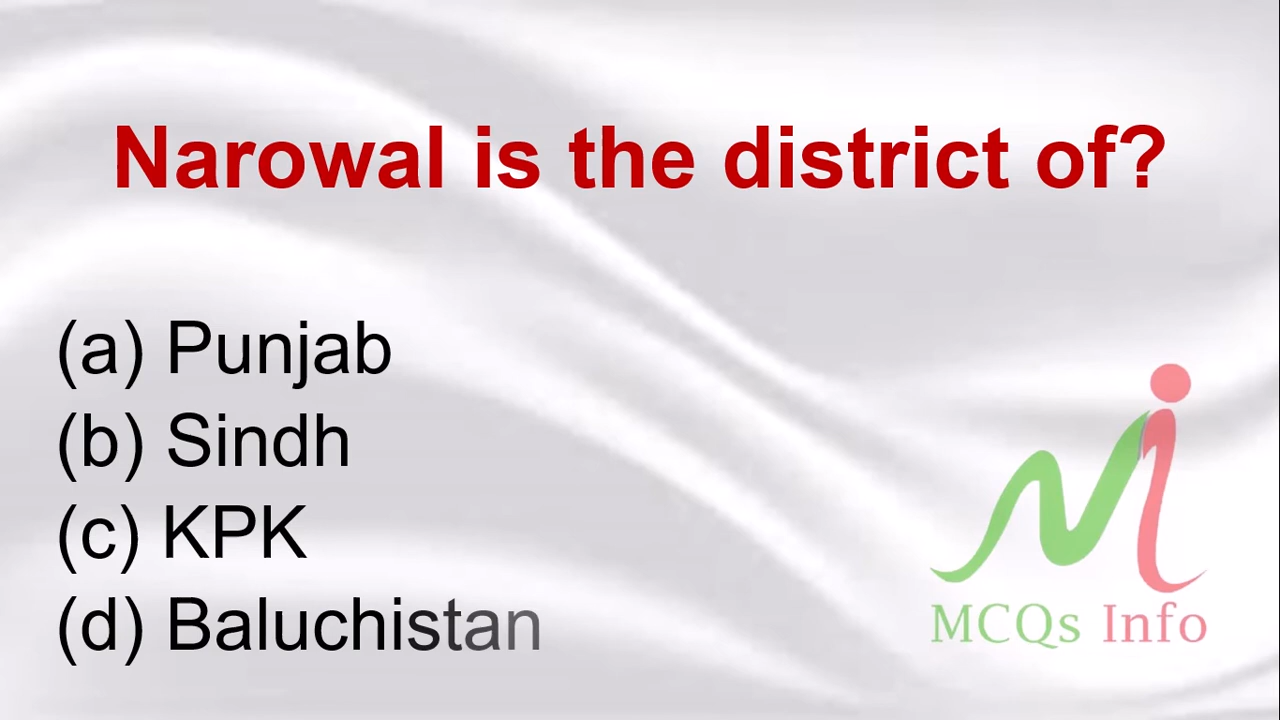 Narowal is the district of?
(a) Punjab
(b) Sindh
(c) KPK
(d) Baluchistan
MCQs Info